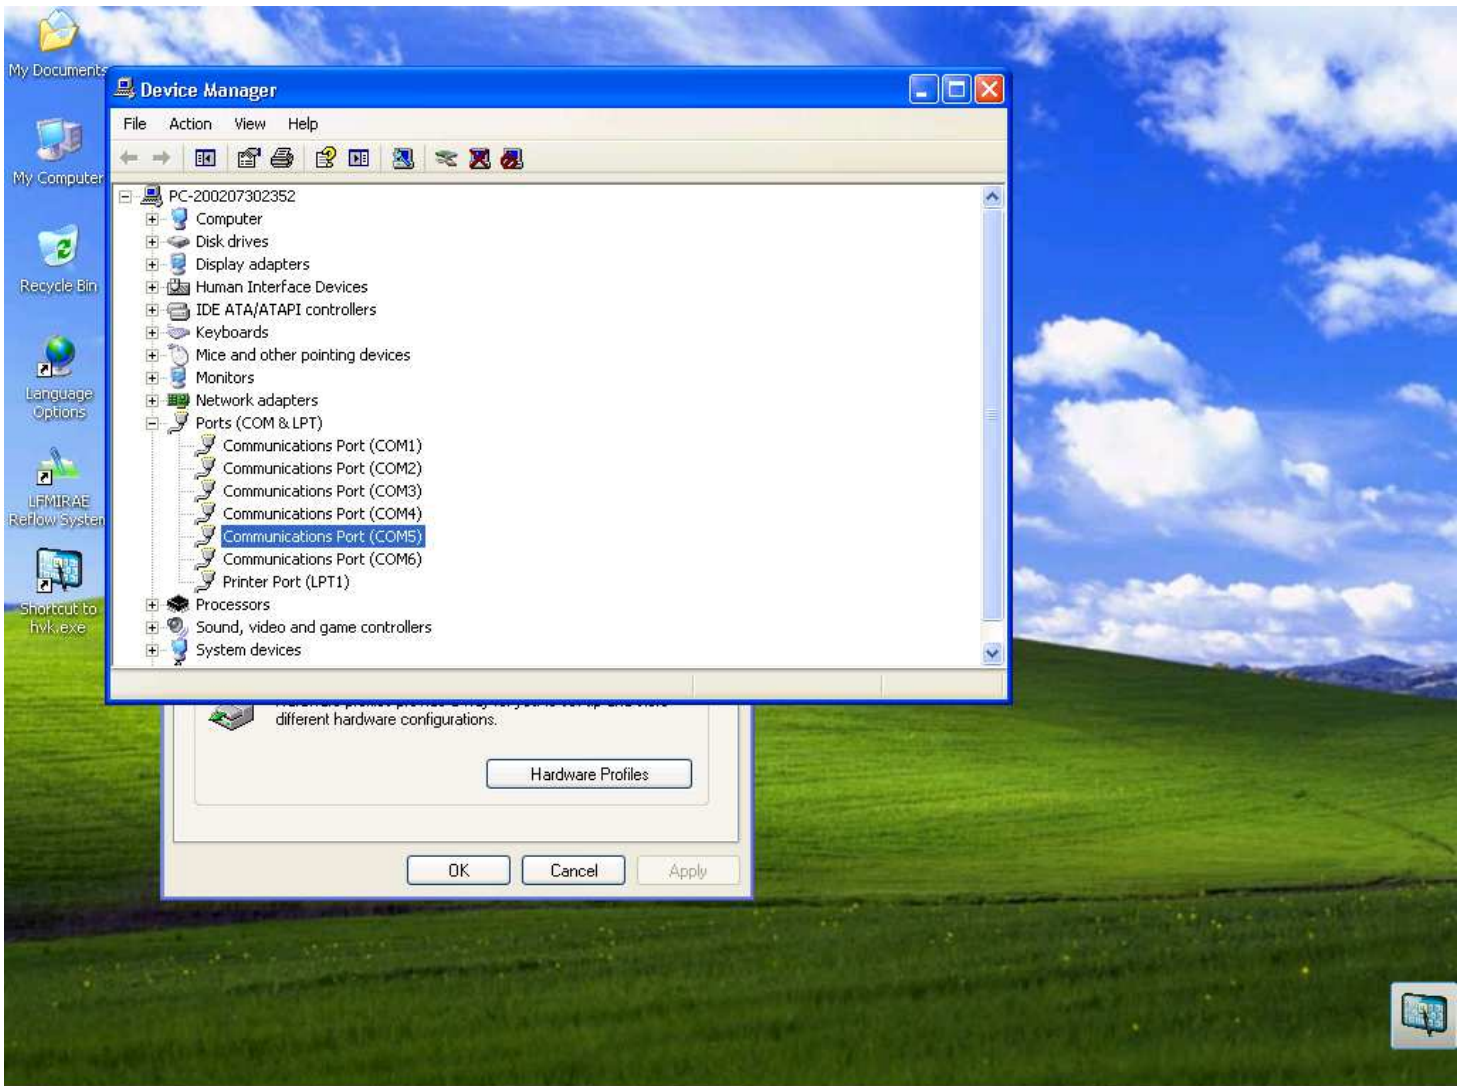 My Documents
My Computer
Recycle Bin
Language
Options
LFMIRAE
Reflow System
Shortcut to
hvk.exe
Device Manager
File Action View Help
PC-200207302352
Computer
Disk drives
Display adapters
Human Interface Devices
IDE ATA/ATAPI controllers
Keyboards
Mice and other pointing devices
Monitors
Network adapters
Ports (COM & LPT)
Communications Port (COM1)
Communications Port (COM2)
Communications Port (COM3)
Communications Port (COM4)
Communications Port (COM5)
Communications Port (COM6)
Printer Port (LPT1)
Processors
Sound, video and game controllers
System devices
different hardware configurations.
Hardware Profiles
OK Cancel Apply